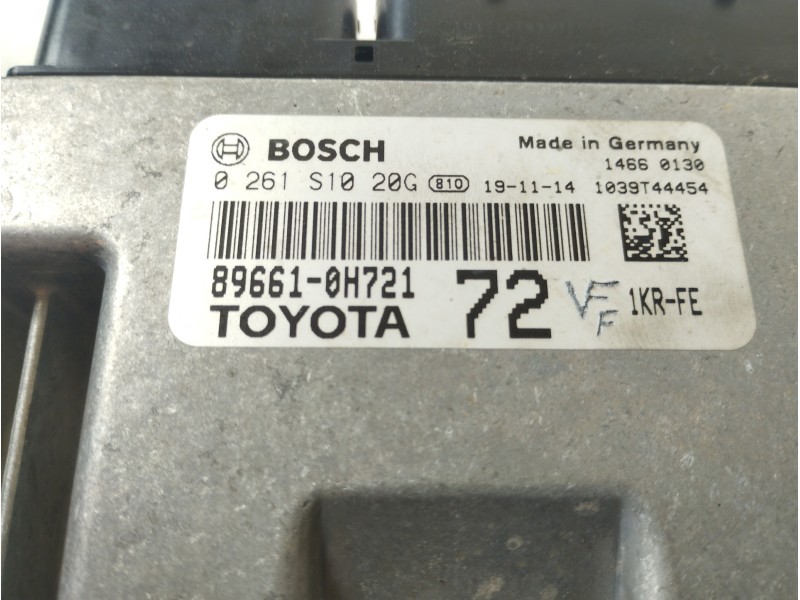 BOSCH
Made in Germany
1466 0130
0 261 S10 20G 810 19-11-14 1039T44454
89661-0H721
TOYOTA
72
VF
F
1KR-FE